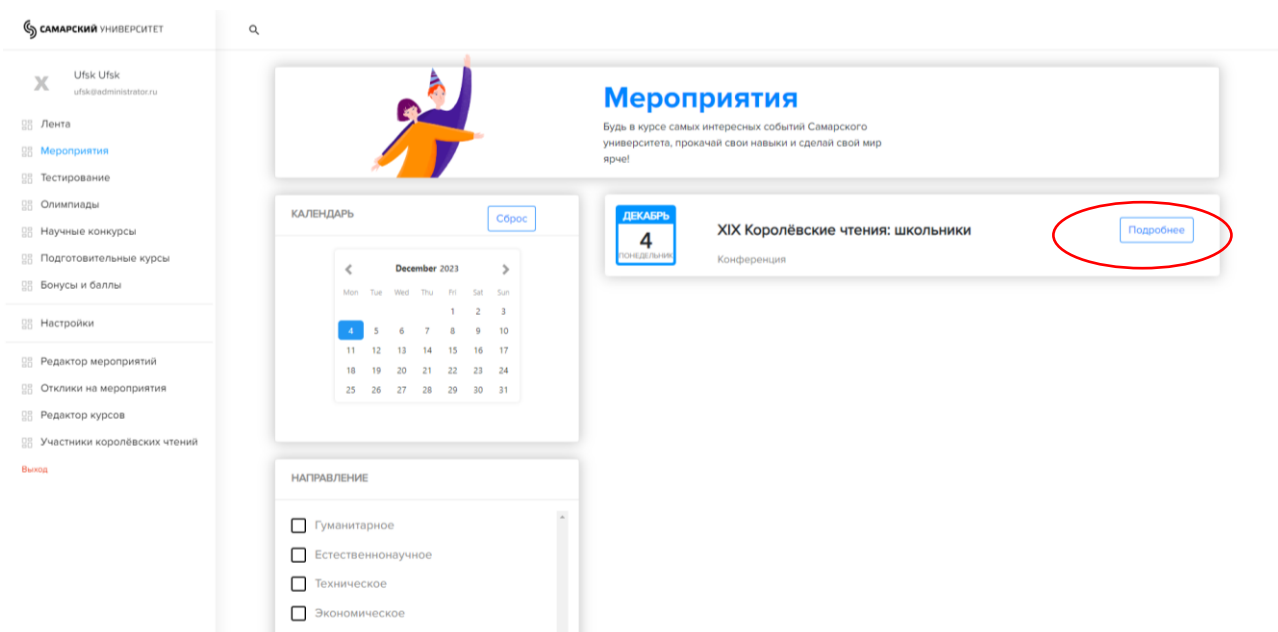 САМАРСКИЙ УНИВЕРСИТЕТ
Ufsk Ufsk
ufsk@administrator.ru
Лента
Мероприятия
Тестирование
Олимпиады
Научные конкурсы
Подготовительные курсы
Бонусы и баллы
Настройки
Редактор мероприятий
Отклики на мероприятия
Редактор курсов
Участники королёвских чтений
Выход
Мероприятия
Будь в курсе самых интересных событий Самарского
университета, прокачай свои навыки и сделай свой мир
ярче!
КАЛЕНДАРЬ
Сброс
December 2023
Mon Tue Wed Thu Fri Sat Sun
1 2 3
4 5 6 7 8 9 10
11 12 13 14 15 16 17
18 19 20 21 22 23 24
25 26 27 28 29 30 31
НАПРАВЛЕНИЕ
Гуманитарное
Естественнонаучное
Техническое
Экономическое
ДЕКАБРЬ
4
ПОНЕДЕЛЬНИК
XIX Королёвские чтения: школьники
Конференция
Подробнее